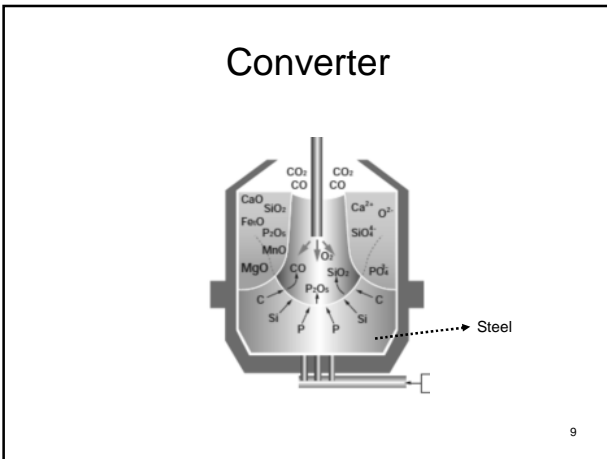 Converter
CO₂ CO₂
CO CO
CaO
SiO₂
FeₜO
P₂O₅
MnO
MgO
Ca²⁺
O²⁻
SiO₄⁴⁻
PO₄³⁻
O₂
CO
SiO₂
P₂O₅
C C
Si Si
P P
Steel
9